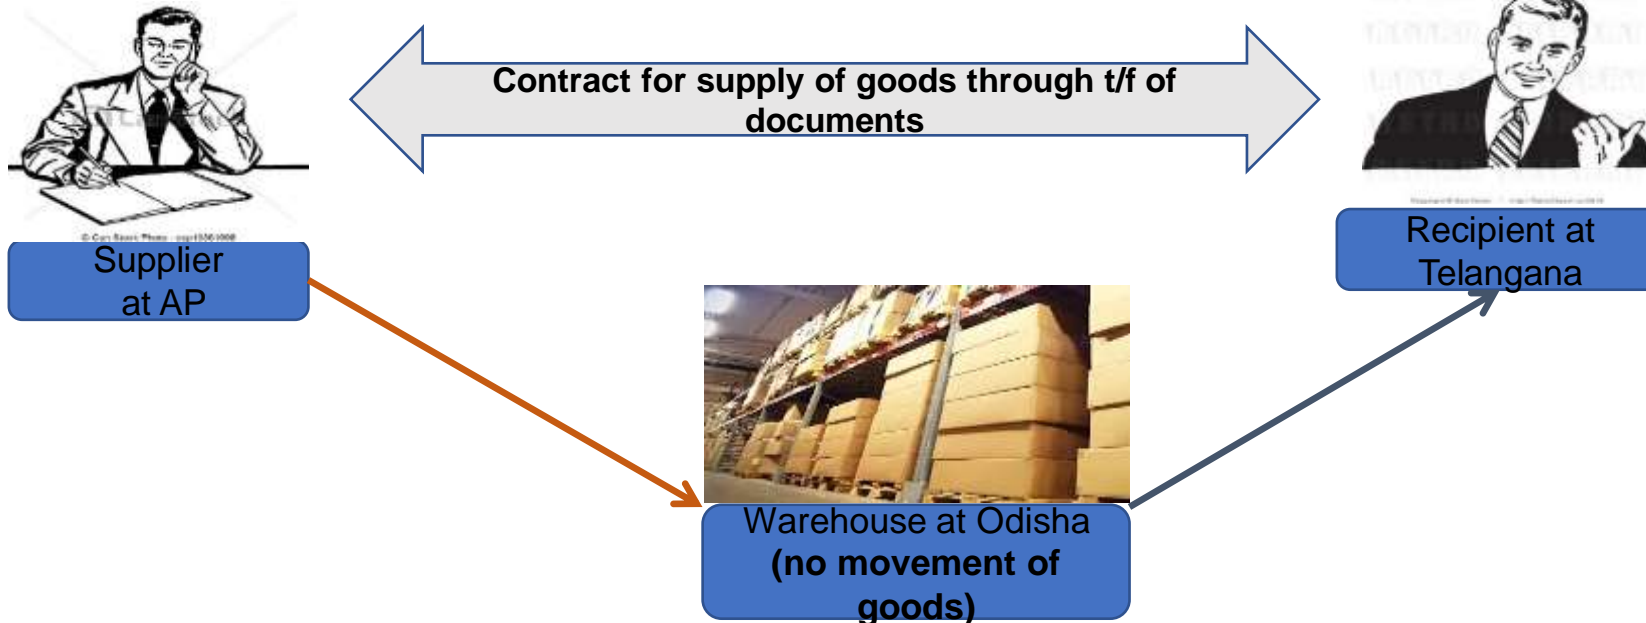 Contract for supply of goods through t/f of
documents
Supplier
at AP
Recipient at
Telangana
Warehouse at Odisha
(no movement of
goods)